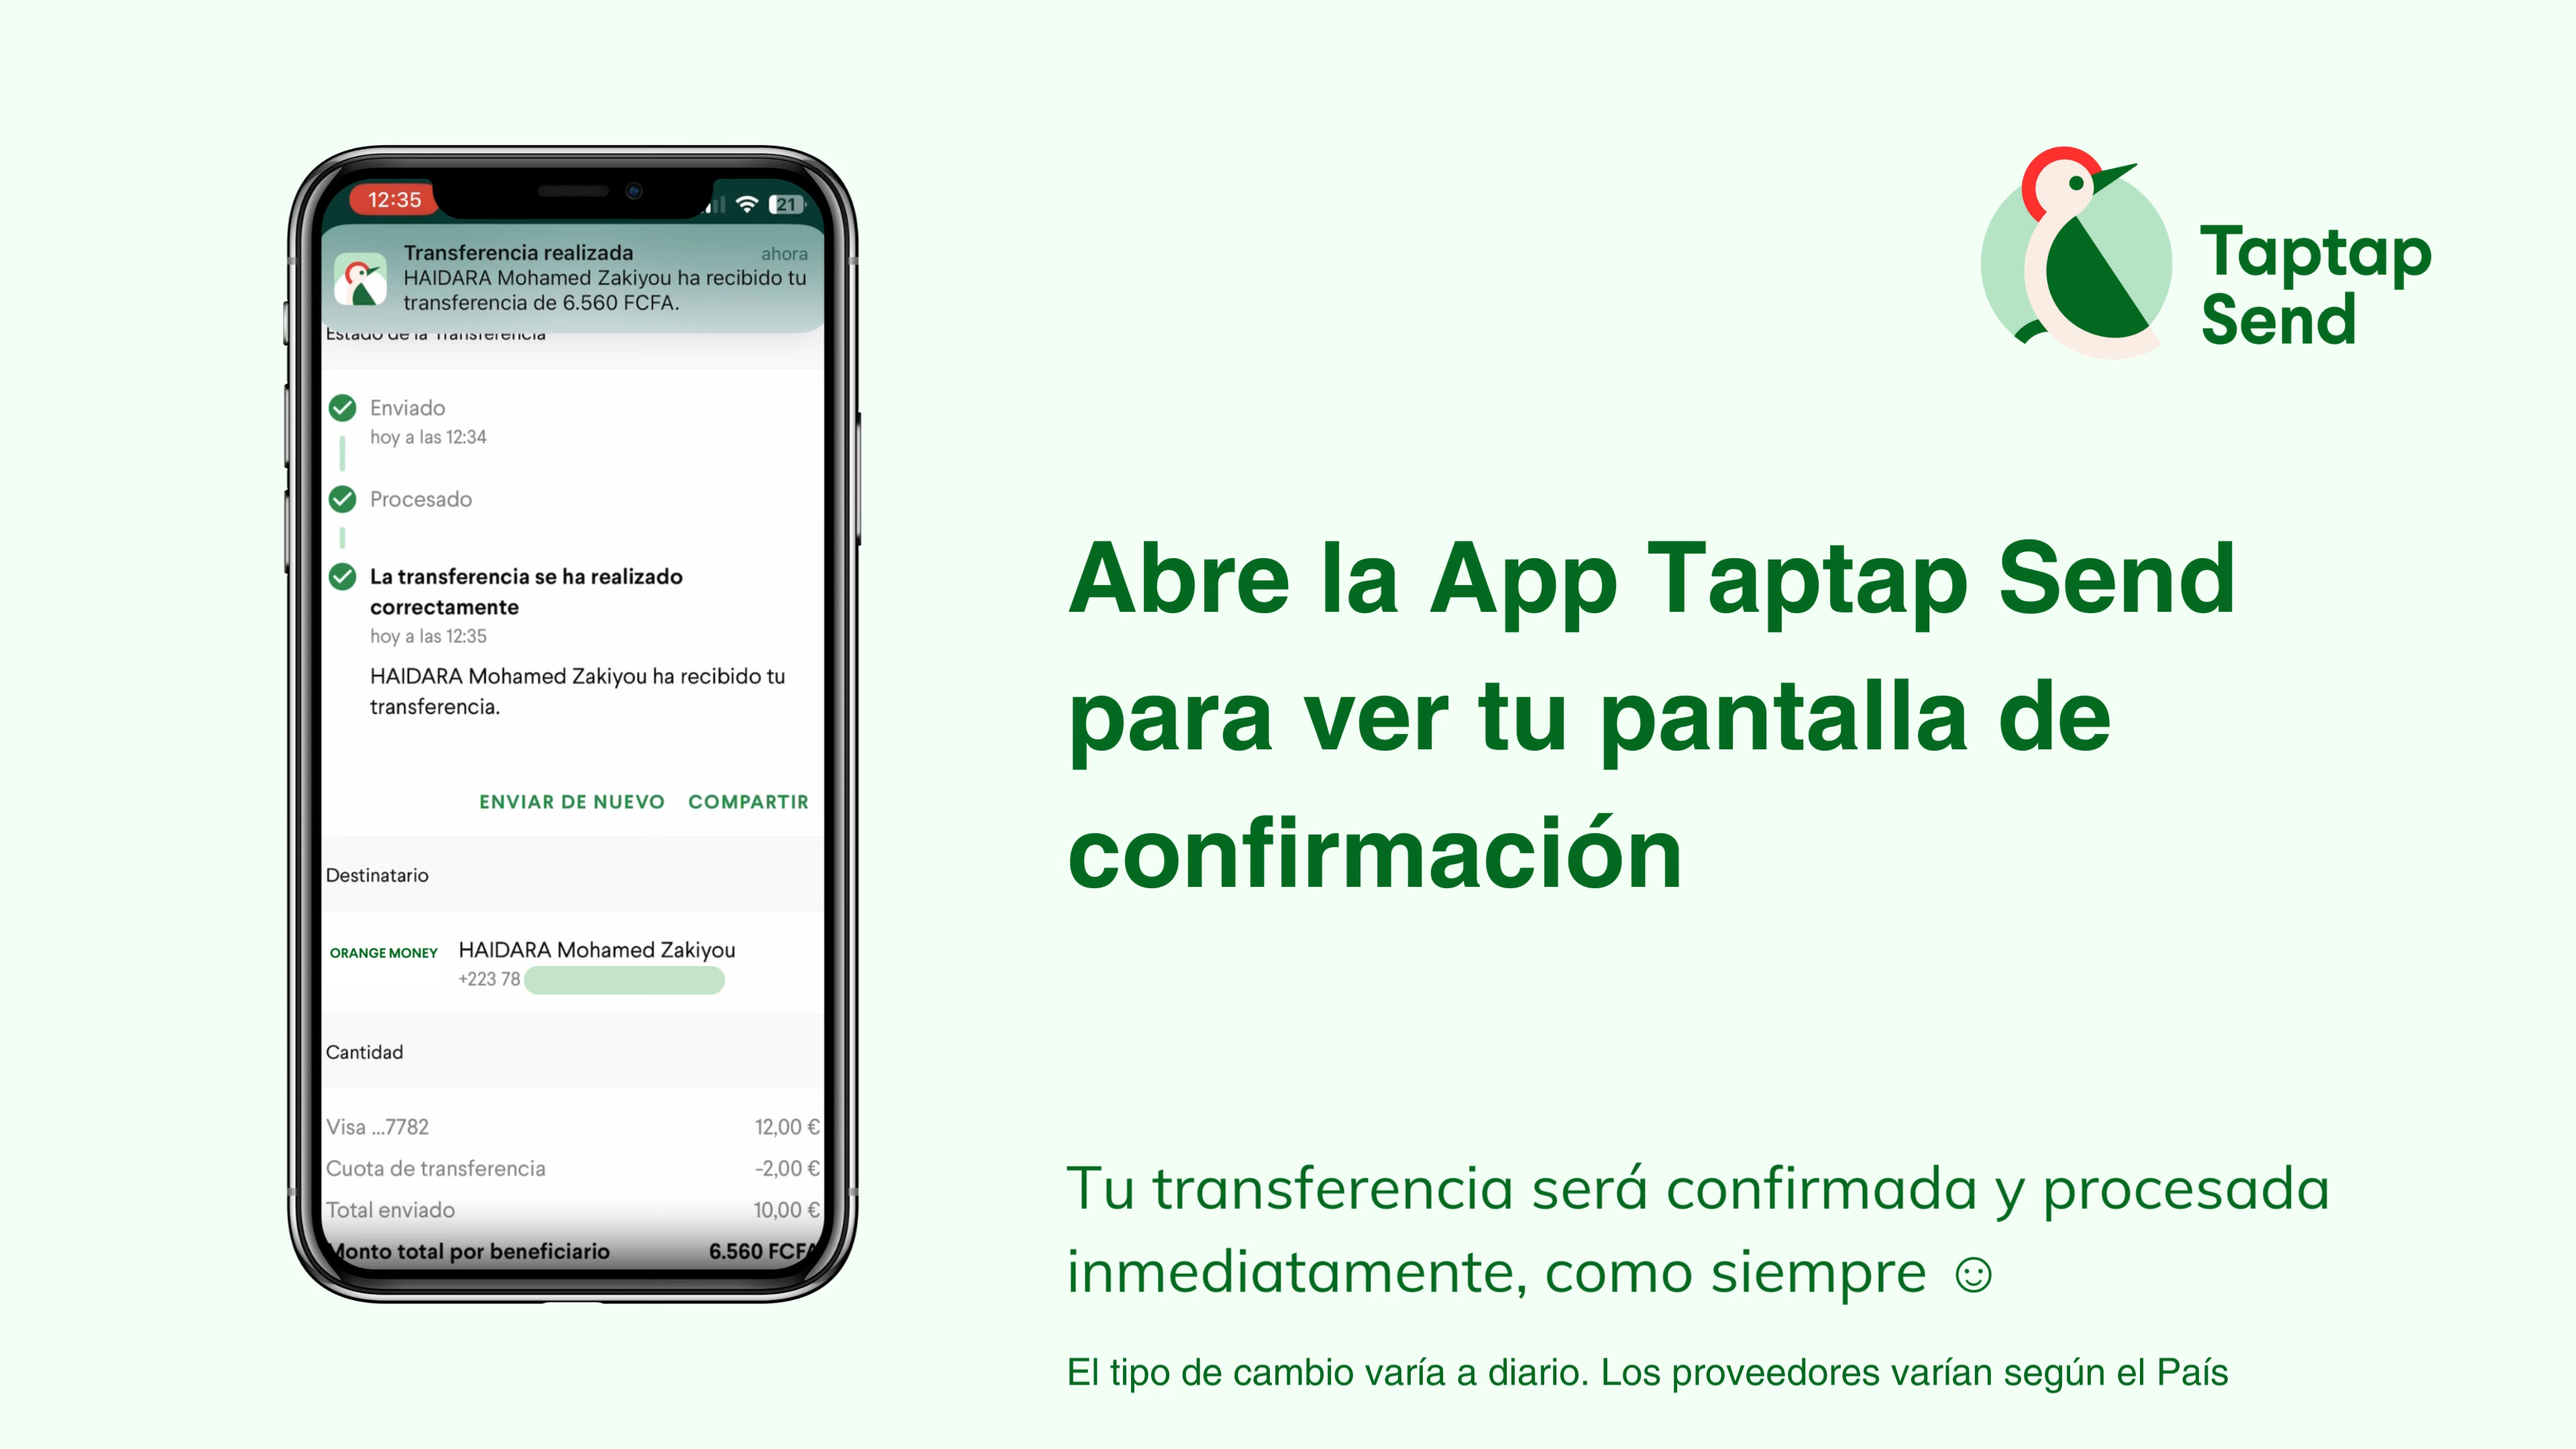 12:35
21
Transferencia realizada
ahora
HAIDARA Mohamed Zakiyou ha recibido tu
transferencia de 6.560 FCFA.
Estado de la Transferencia
Enviado
hoy a las 12:34
Procesado
La transferencia se ha realizado
correctamente
hoy a las 12:35
HAIDARA Mohamed Zakiyou ha recibido tu
transferencia.
ENVIAR DE NUEVO COMPARTIR
Destinatario
ORANGE MONEY
HAIDARA Mohamed Zakiyou
+223 78
Cantidad
Visa ...7782 12,00 €
Cuota de transferencia -2,00 €
Total enviado 10,00 €
Monto total por beneficiario 6.560 FCFA
Taptap
Send
Abre la App Taptap Send
para ver tu pantalla de
confirmación
Tu transferencia será confirmada y procesada
inmediatamente, como siempre ☺
El tipo de cambio varía a diario. Los proveedores varían según el País